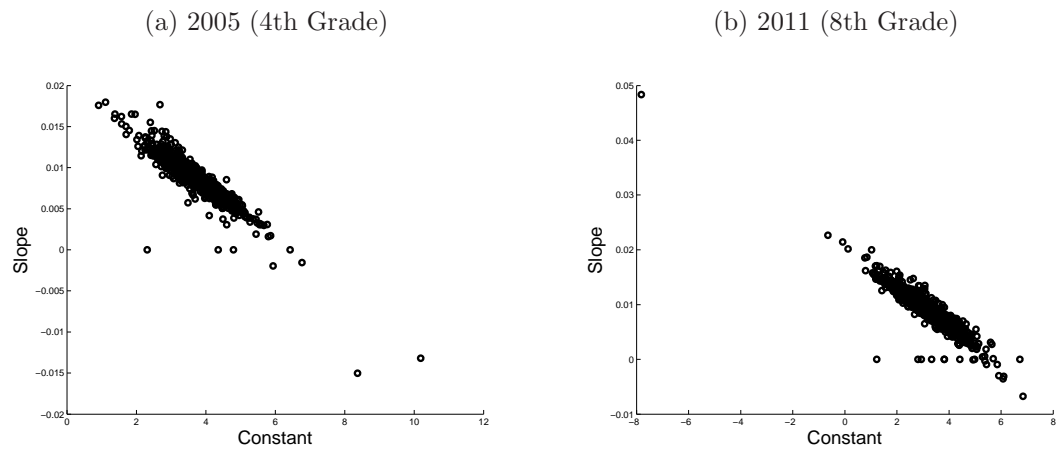 (a) 2005 (4th Grade)
0.02
0.015
0.01
0.005
0
−0.005
−0.01
−0.015
−0.02
Slope
0 2 4 6 8 10 12
Constant
(b) 2011 (8th Grade)
0.05
0.04
0.03
0.02
0.01
0
−0.01
Slope
−8 −6 −4 −2 0 2 4 6 8
Constant